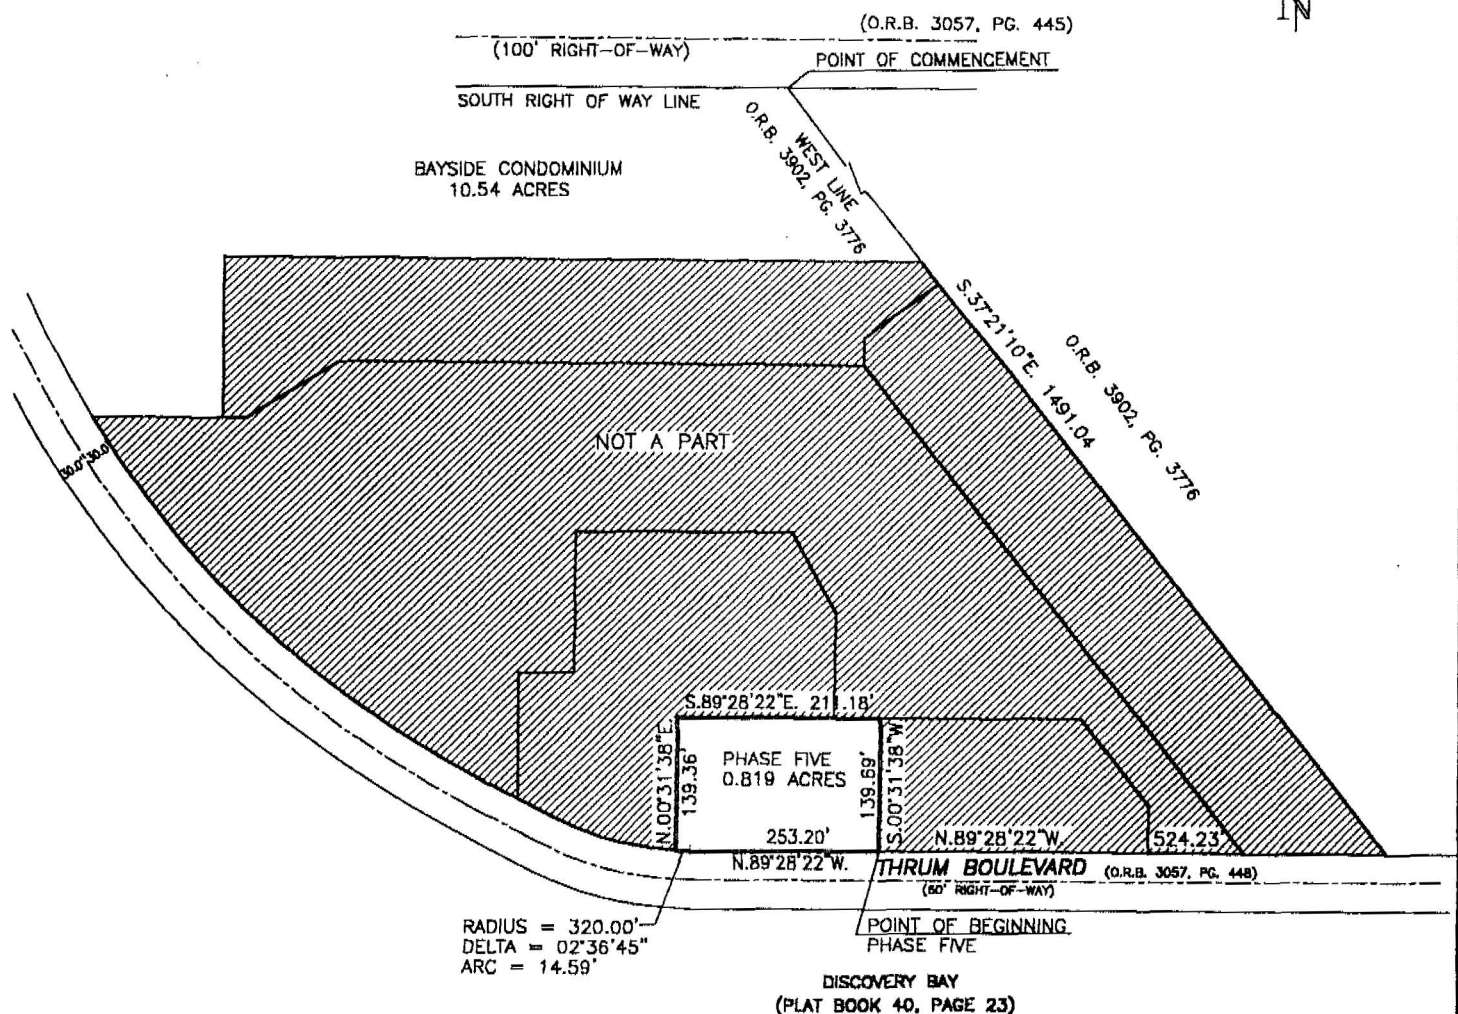 N
(O.R.B. 3057, PG. 445)
(100' RIGHT-OF-WAY)
POINT OF COMMENCEMENT
SOUTH RIGHT OF WAY LINE
WEST LINE
O.R.B. 3902, PG. 3776
BAYSIDE CONDOMINIUM
10.54 ACRES
S.37°21'10"E. 1491.04
O.R.B. 3902, PG. 3776
NOT A PART
30.0' 30.0'
S.89°28'22"E. 211.18'
N.00°31'38"E.
139.36'
PHASE FIVE
0.819 ACRES
139.69'
S.00°31'38"W.
253.20'
N.89°28'22"W.
N.89°28'22"W.
524.23'
THRUM BOULEVARD (O.R.B. 3057, PG. 448)
(60' RIGHT-OF-WAY)
RADIUS = 320.00'
DELTA = 02°36'45"
ARC = 14.59'
POINT OF BEGINNING
PHASE FIVE
DISCOVERY BAY
(PLAT BOOK 40, PAGE 23)